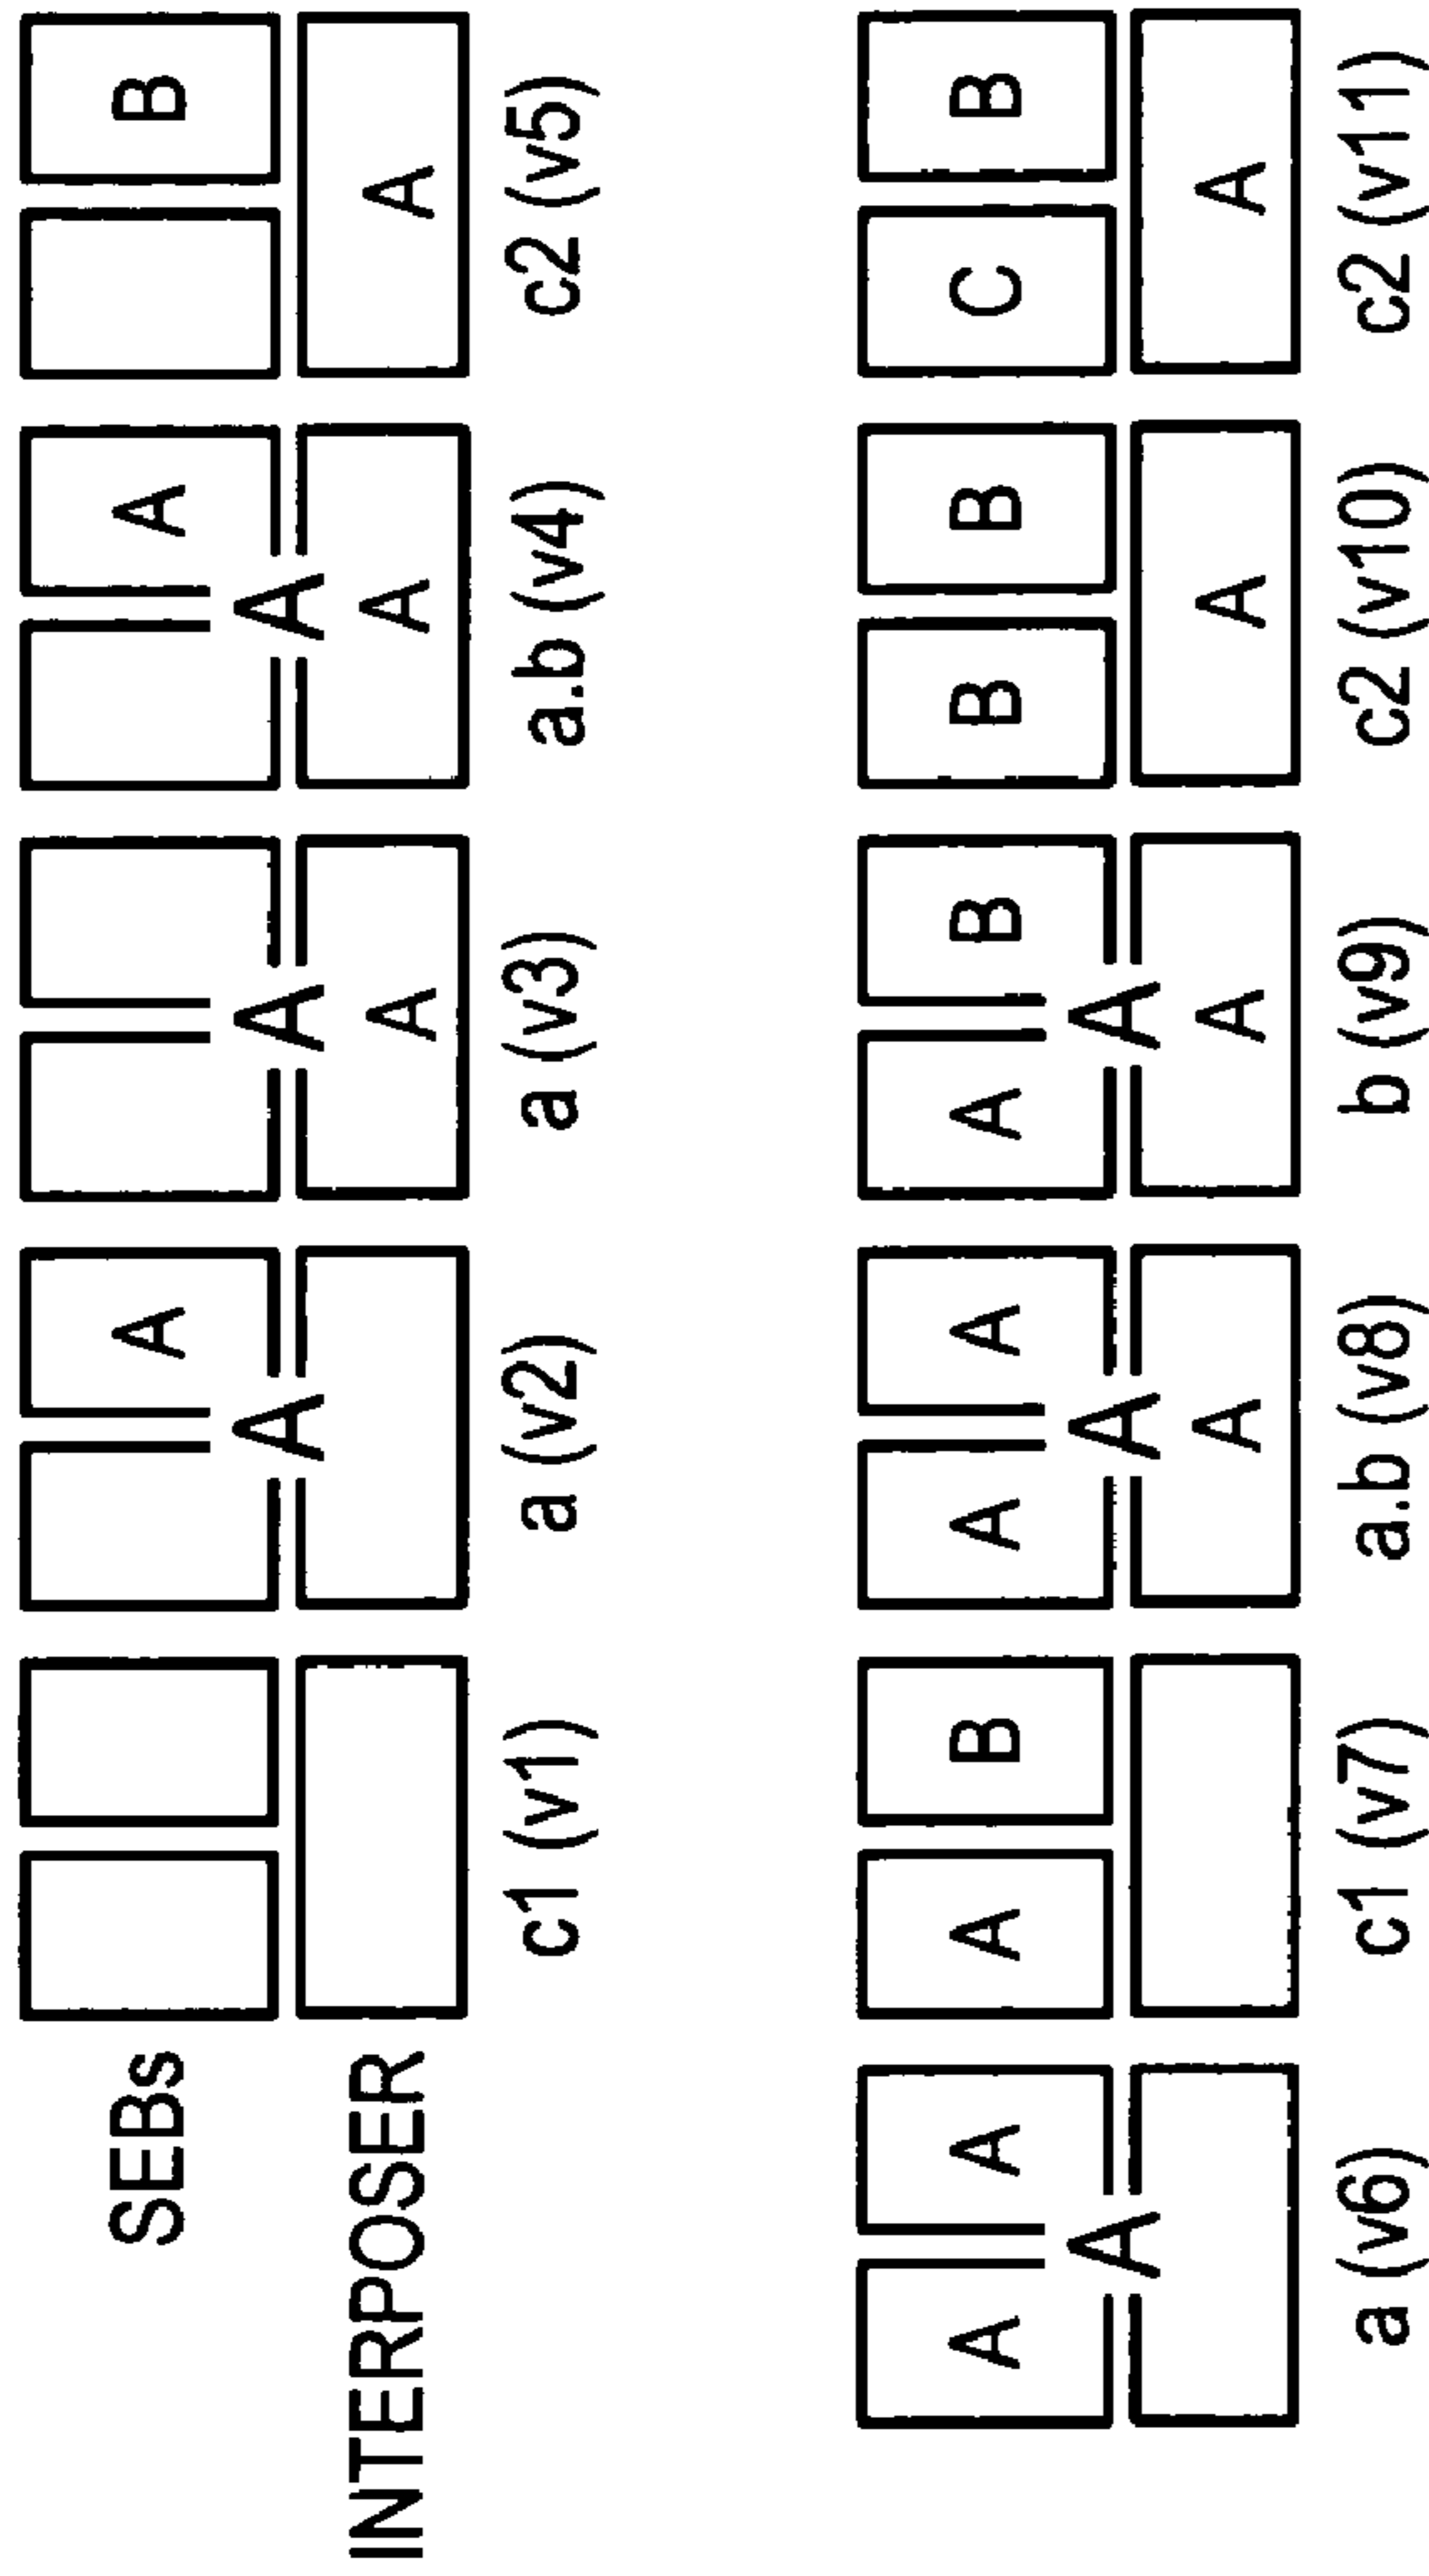 SEBs A A B
A A A
INTERPOSER A A A
c1 (v1) a (v2) a (v3) a.b (v4) c2 (v5)
A A A B A A A B B B C B
A A A
A A A A
a (v6) c1 (v7) a.b (v8) b (v9) c2 (v10) c2 (v11)